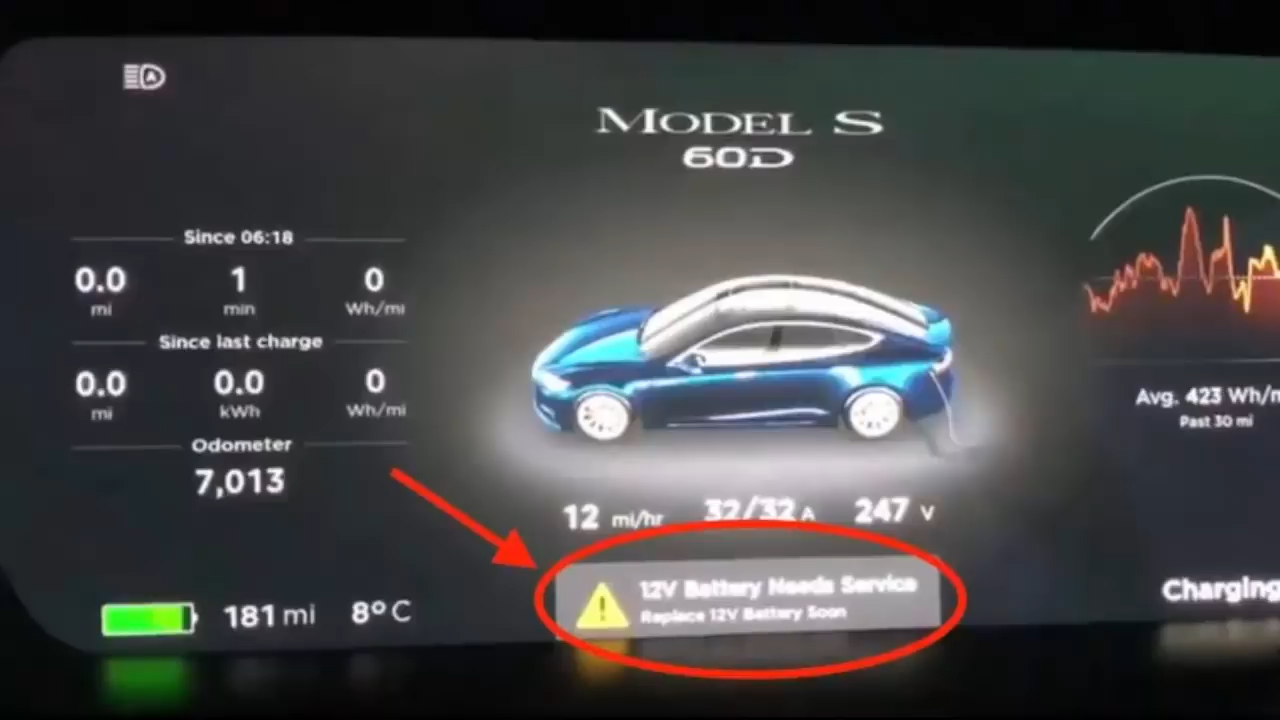 MODEL S
60D
Since 06:18
0.0 1 0
mi min Wh/mi
Since last charge
0.0 0.0 0
mi kWh Wh/mi
Odometer
7,013
12 mi/hr 32/32 A 247 V
12V Battery Needs Service
Replace 12V Battery Soon
181 mi 8°C
Avg. 423 Wh/m
Past 30 mi
Charging